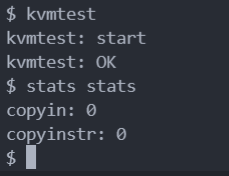 $ kvmtest
kvmtest: start
kvmtest: OK
$ stats stats
copyin: 0
copyinstr: 0
$